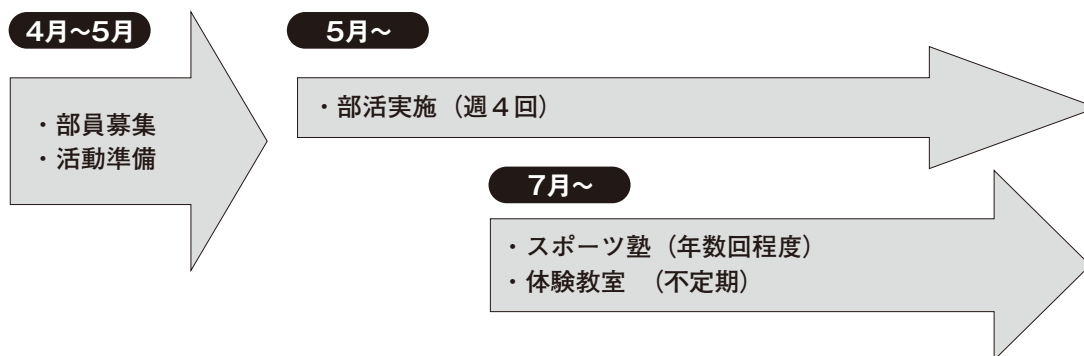 4月～5月
・部員募集
・活動準備
5月～
・部活実施（週４回）
7月～
・スポーツ塾（年数回程度）
・体験教室　（不定期）